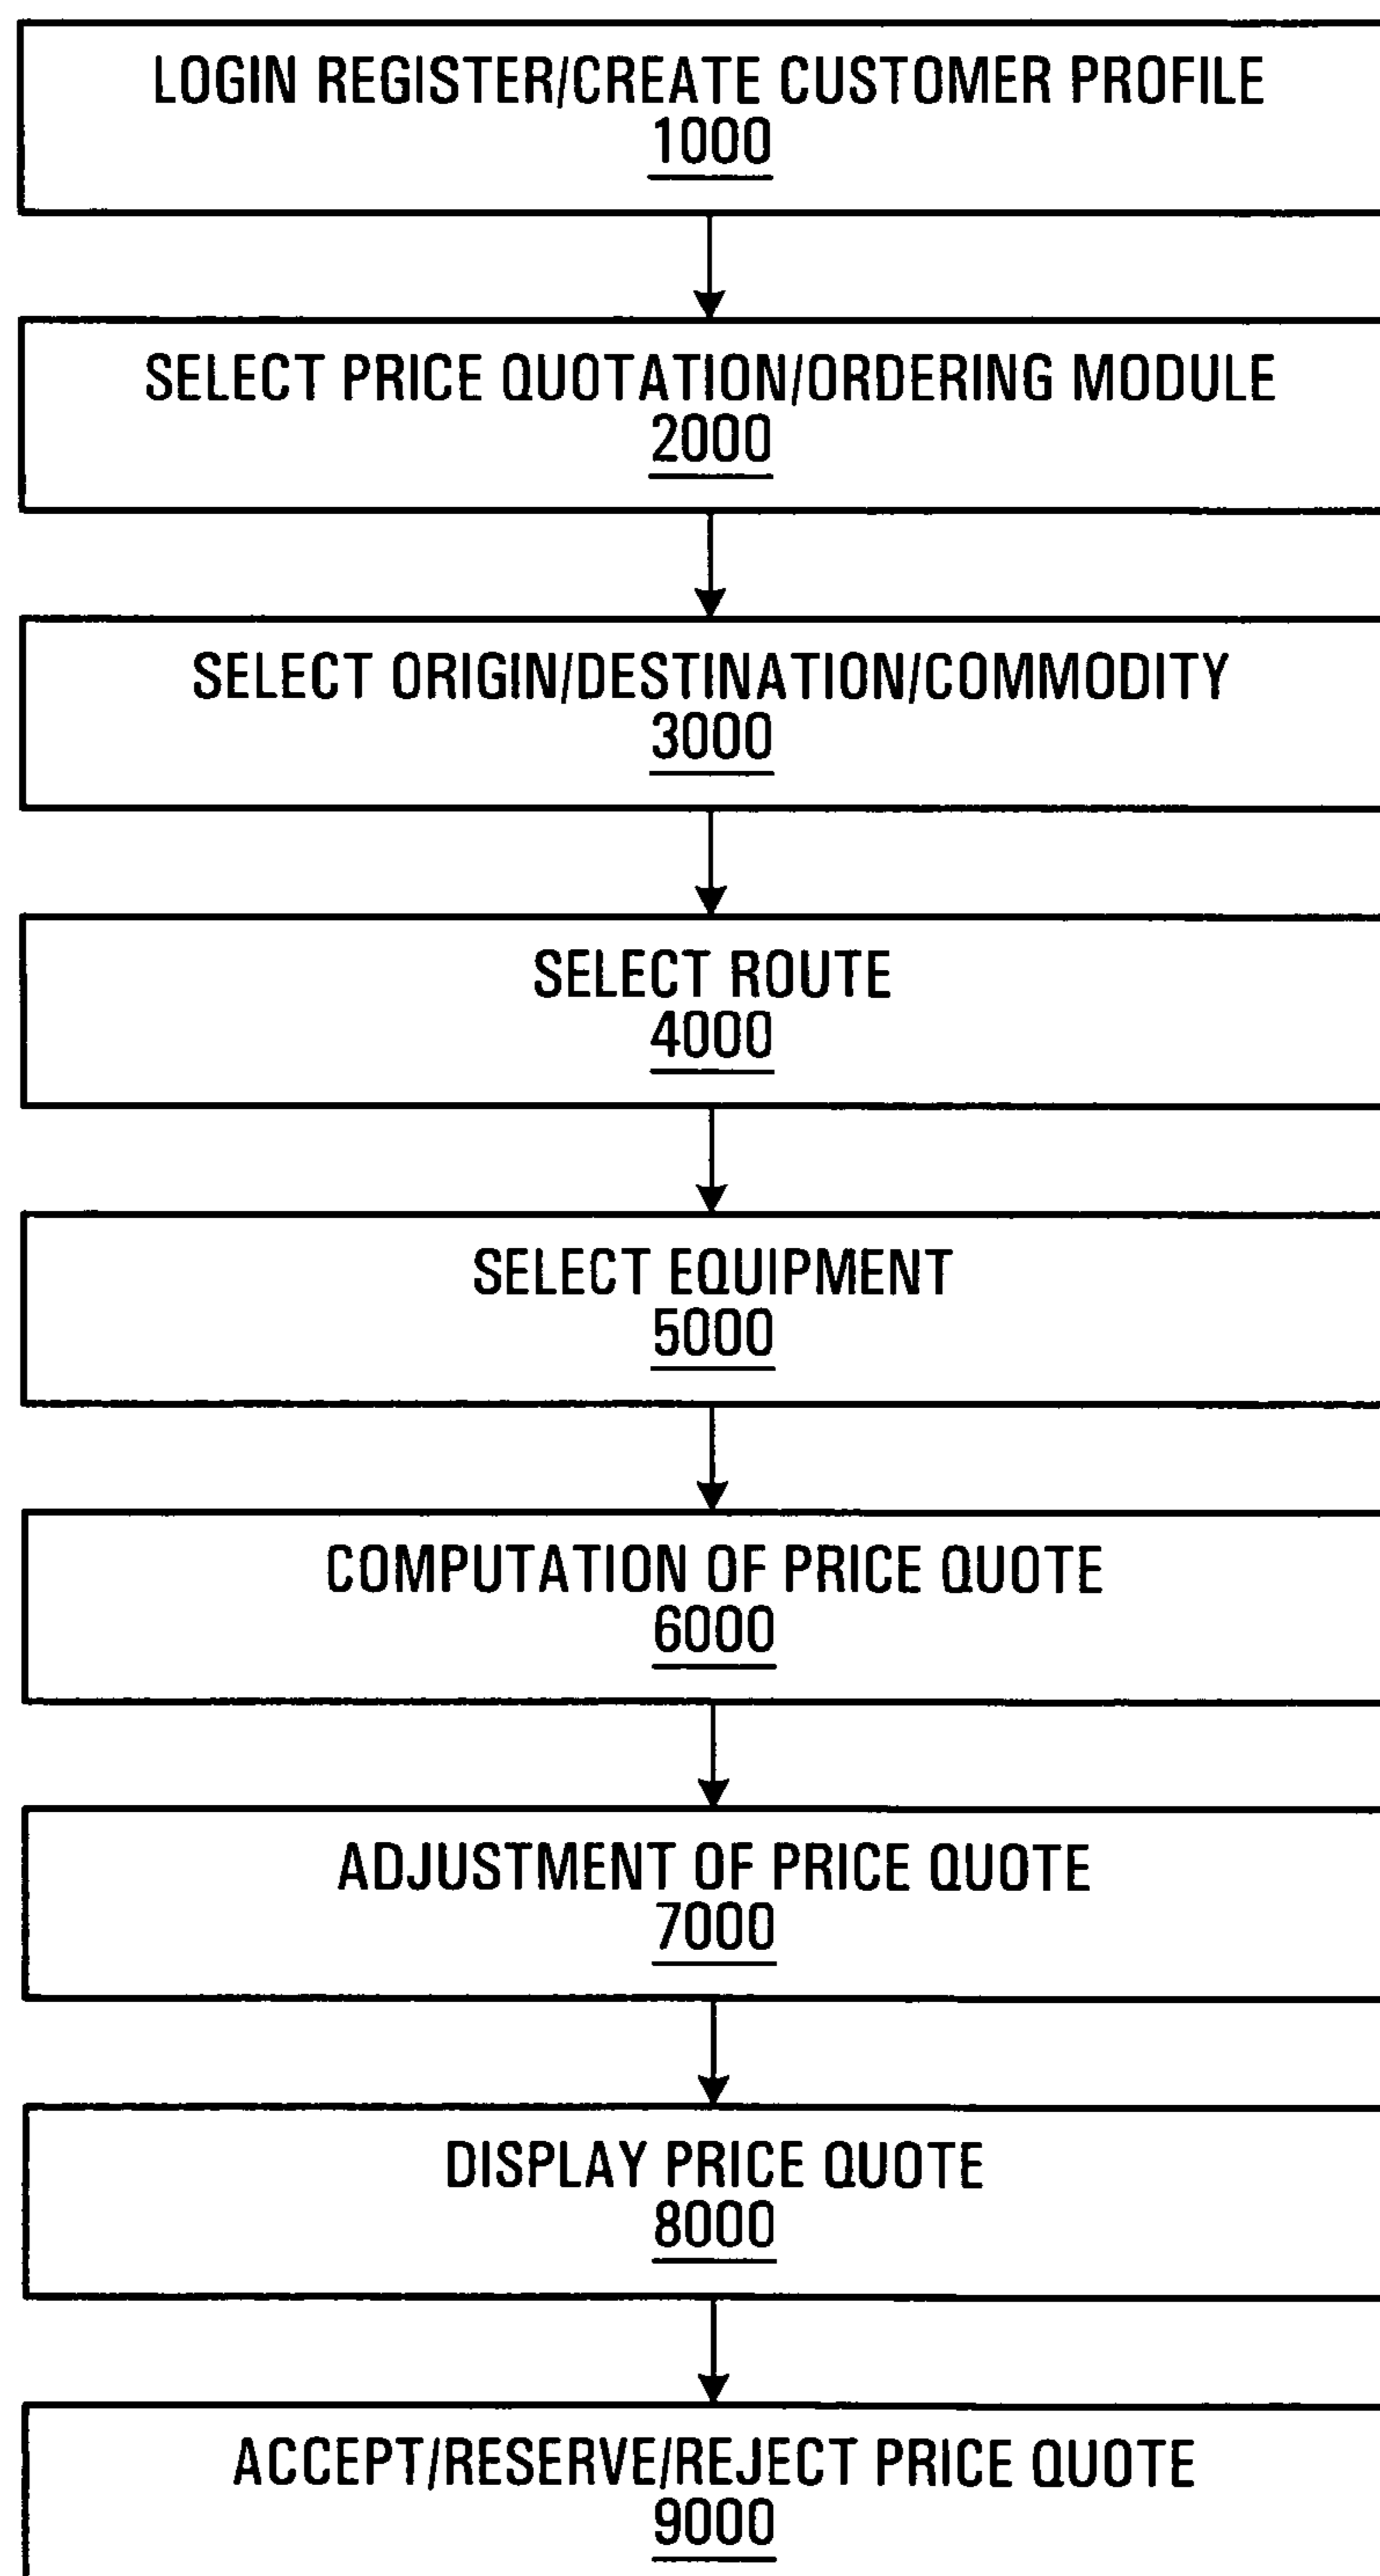 LOGIN REGISTER/CREATE CUSTOMER PROFILE
1000
SELECT PRICE QUOTATION/ORDERING MODULE
2000
SELECT ORIGIN/DESTINATION/COMMODITY
3000
SELECT ROUTE
4000
SELECT EQUIPMENT
5000
COMPUTATION OF PRICE QUOTE
6000
ADJUSTMENT OF PRICE QUOTE
7000
DISPLAY PRICE QUOTE
8000
ACCEPT/RESERVE/REJECT PRICE QUOTE
9000